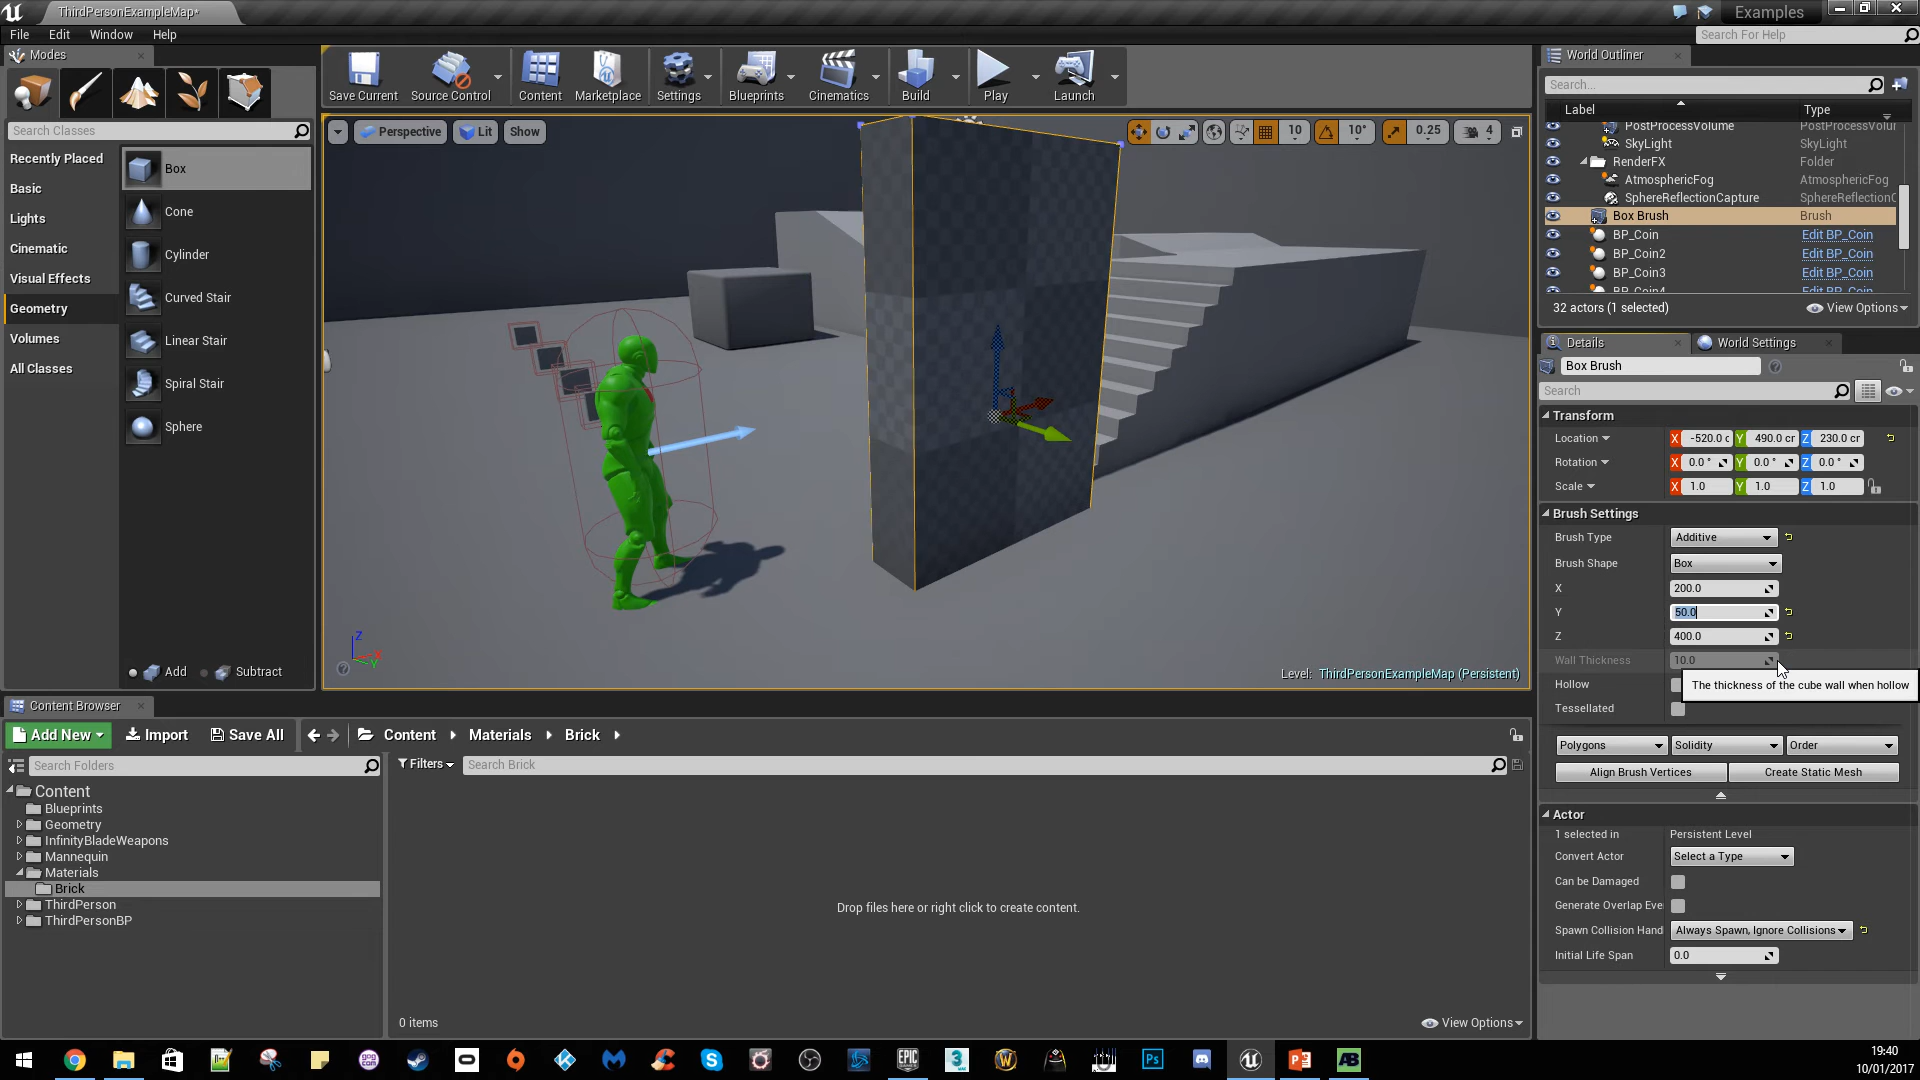 ThirdPersonExampleMap*
Examples
File Edit Window Help
Search For Help
Modes
Search Classes
Recently Placed
Basic
Lights
Cinematic
Visual Effects
Geometry
Volumes
All Classes
Box
Cone
Cylinder
Curved Stair
Linear Stair
Spiral Stair
Sphere
Add Subtract
Save Current
Source Control
Content
Marketplace
Settings
Blueprints
Cinematics
Build
Play
Launch
Perspective Lit Show
10 10° 0.25 4
Level: ThirdPersonExampleMap (Persistent)
World Outliner
Search...
Label Type
PostProcessVolume PostProcessVolur
SkyLight SkyLight
RenderFX Folder
AtmosphericFog AtmosphericFog
SphereReflectionCapture SphereReflectionC
Box Brush Brush
BP_Coin Edit BP_Coin
BP_Coin2 Edit BP_Coin
BP_Coin3 Edit BP_Coin
BP_Coin4 Edit BP_Coin
32 actors (1 selected) View Options
Details World Settings
Box Brush
Search
Transform
Location X -520.0 c Y 490.0 cr Z 230.0 cr
Rotation X 0.0 ° Y 0.0 ° Z 0.0 °
Scale X 1.0 Y 1.0 Z 1.0
Brush Settings
Brush Type Additive
Brush Shape Box
X 200.0
Y 50.0
Z 400.0
Wall Thickness 10.0
Hollow
The thickness of the cube wall when hollow
Tessellated
Polygons Solidity Order
Align Brush Vertices Create Static Mesh
Actor
1 selected in Persistent Level
Convert Actor Select a Type
Can be Damaged
Generate Overlap Eve
Spawn Collision Hand Always Spawn, Ignore Collisions
Initial Life Span 0.0
Content Browser
Add New Import Save All Content Materials Brick
Search Folders
Filters Search Brick
Content
Blueprints
Geometry
InfinityBladeWeapons
Mannequin
Materials
Brick
ThirdPerson
ThirdPersonBP
Drop files here or right click to create content.
0 items View Options
19:40
10/01/2017